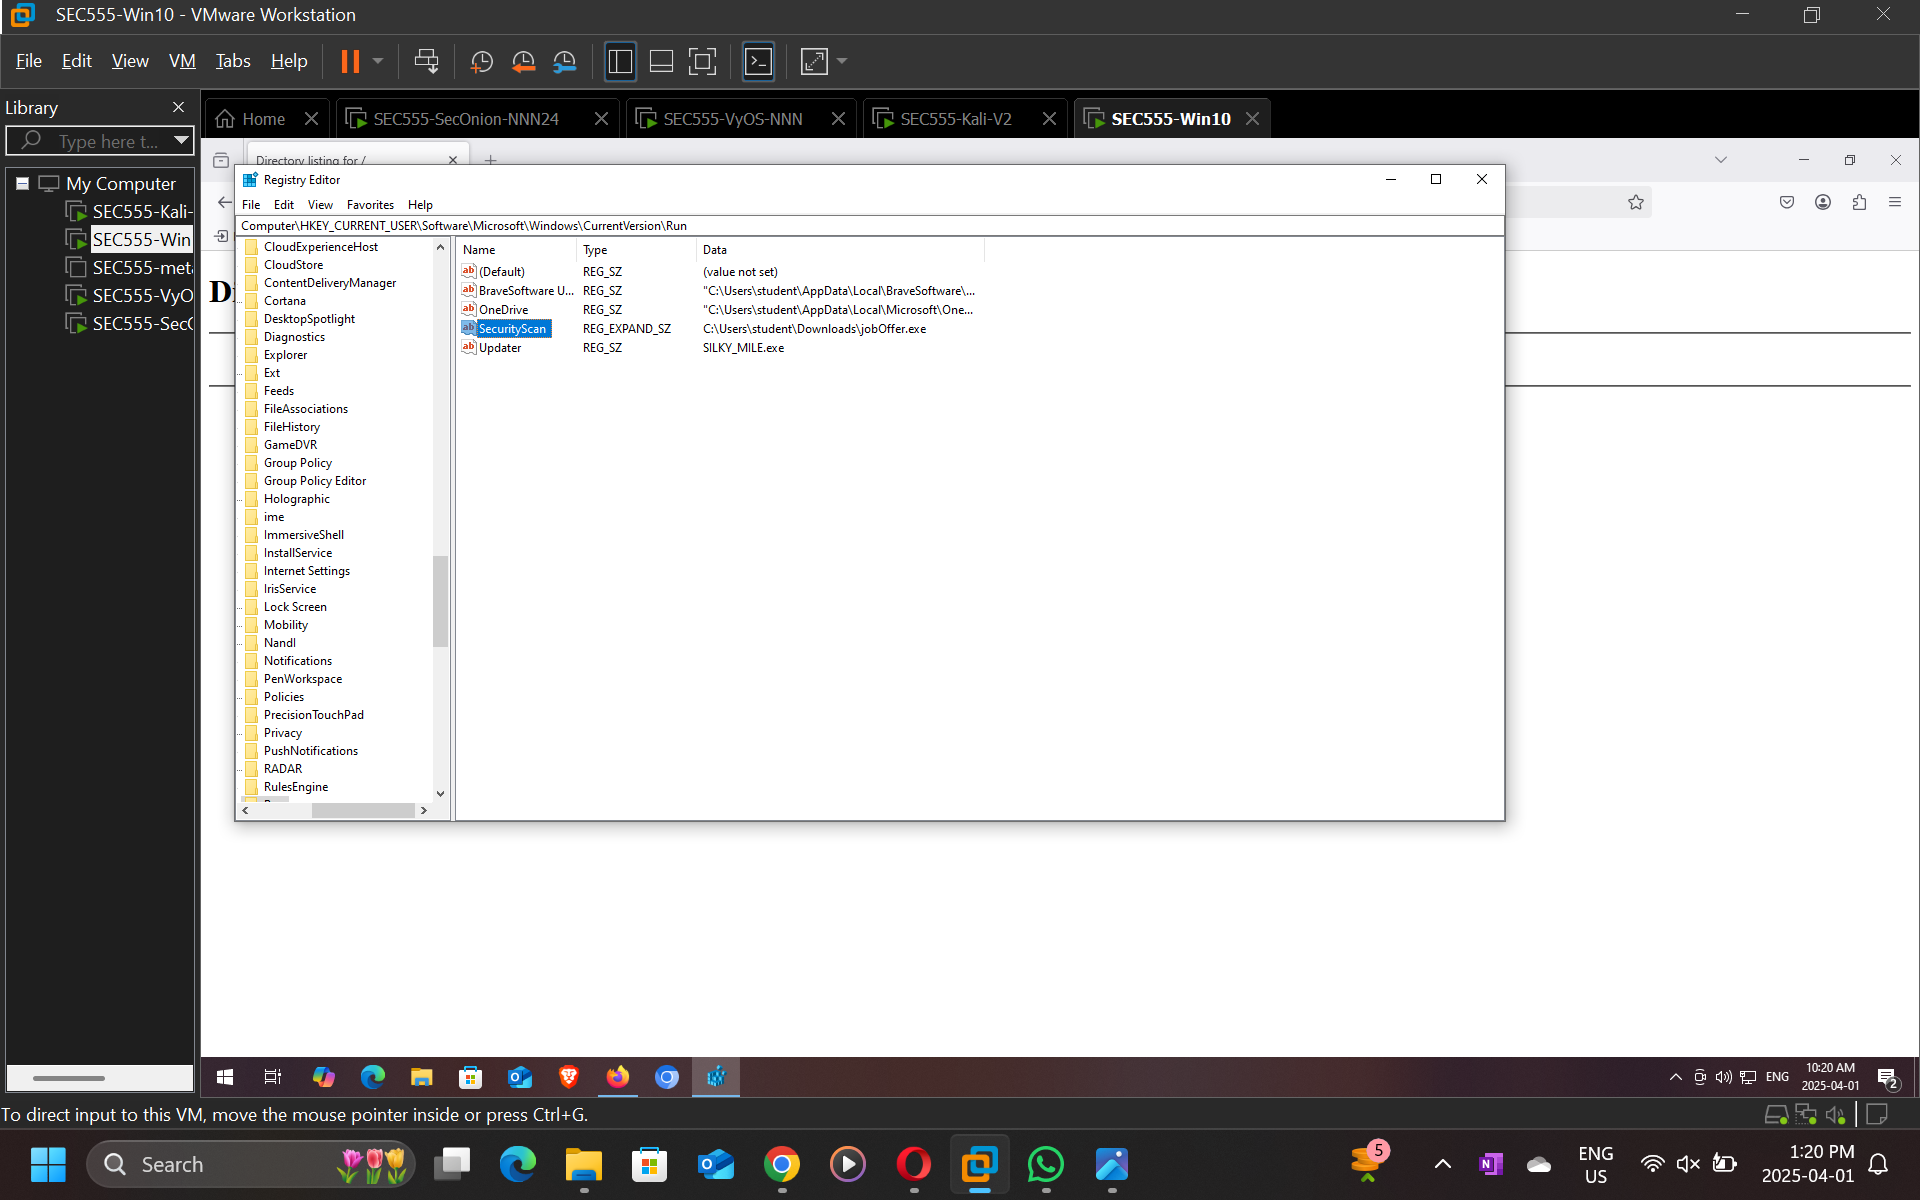 SEC555-Win10 - VMware Workstation
File Edit View VM Tabs Help
Library
Type here t...
Home
SEC555-SecOnion-NNN24
SEC555-VyOS-NNN
SEC555-Kali-V2
SEC555-Win10
My Computer
SEC555-Kali-
SEC555-Win
SEC555-meta
SEC555-VyO
SEC555-SecO
Directory listing for /
Registry Editor
File Edit View Favorites Help
Computer\HKEY_CURRENT_USER\Software\Microsoft\Windows\CurrentVersion\Run
CloudExperienceHost
CloudStore
ContentDeliveryManager
Cortana
DesktopSpotlight
Diagnostics
Explorer
Ext
Feeds
FileAssociations
FileHistory
GameDVR
Group Policy
Group Policy Editor
Holographic
ime
ImmersiveShell
InstallService
Internet Settings
IrisService
Lock Screen
Mobility
Nandl
Notifications
PenWorkspace
Policies
PrecisionTouchPad
Privacy
PushNotifications
RADAR
RulesEngine
Name Type Data
(Default) REG_SZ (value not set)
BraveSoftware U... REG_SZ "C:\Users\student\AppData\Local\BraveSoftware\...
OneDrive REG_SZ "C:\Users\student\AppData\Local\Microsoft\One...
SecurityScan REG_EXPAND_SZ C:\Users\student\Downloads\jobOffer.exe
Updater REG_SZ SILKY_MILE.exe
ENG
10:20 AM
2025-04-01
2
To direct input to this VM, move the mouse pointer inside or press Ctrl+G.
Search
5
ENG
US
1:20 PM
2025-04-01